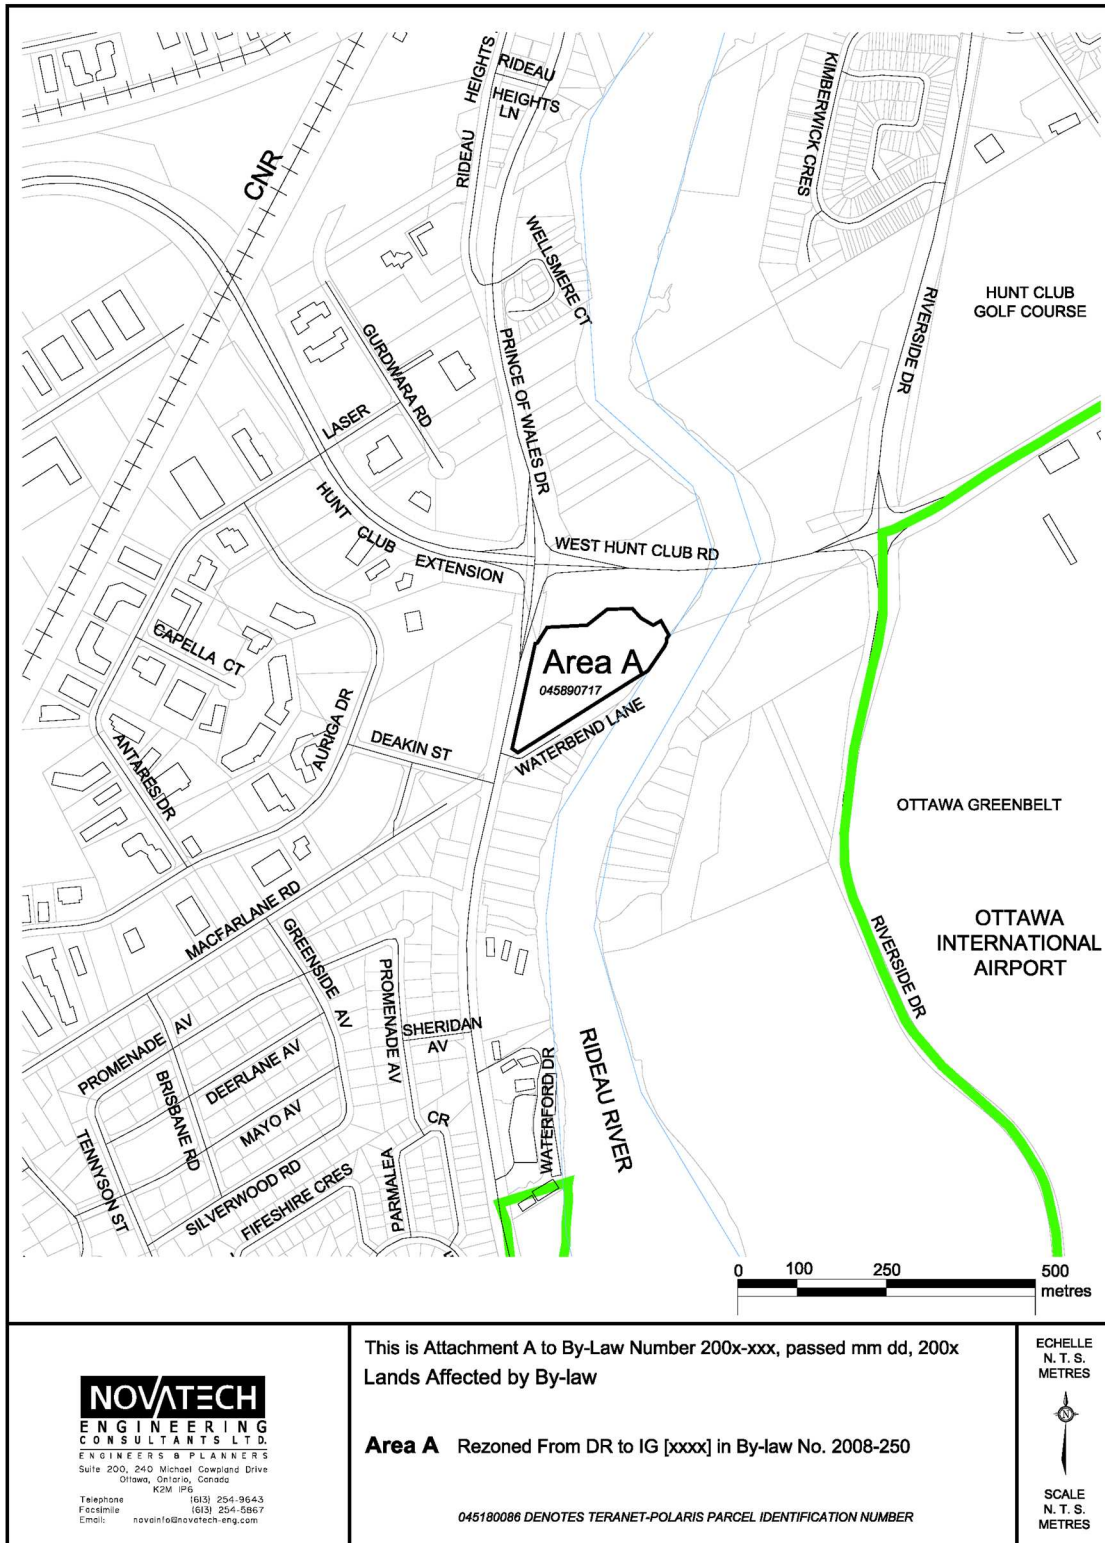 RIDEAU
HEIGHTS
LN
RIDEAU HEIGHTS
KIMBERWICK CRES
CNR
WELLSMERE CT
HUNT CLUB
GOLF COURSE
RIVERSIDE DR
GURDWARA RD
PRINCE OF WALES DR
LASER
HUNT CLUB EXTENSION
WEST HUNT CLUB RD
CAPELLA CT
Area A
045890717
WATERBEND LANE
AURIGA DR
DEAKIN ST
ANTARES DR
OTTAWA GREENBELT
MACFARLANE RD
GREENSIDE AV
OTTAWA
INTERNATIONAL
AIRPORT
RIVERSIDE DR
PROMENADE AV
PROMENADE AV
SHERIDAN
AV
DEERLANE AV
BRISBANE RD
MAYO AV
WATERFORD DR
RIDEAU RIVER
TENNYSON ST
SILVERWOOD RD
FIFESHIRE CRES
PARMALEA CR
0 100 250 500
metres
NOVATECH
ENGINEERING
CONSULTANTS LTD.
ENGINEERS & PLANNERS
Suite 200, 240 Michael Cowpland Drive
Ottawa, Ontario, Canada
K2M 1P6
Telephone (613) 254-9643
Facsimile (613) 254-5867
Email: novainfo@novatech-eng.com
This is Attachment A to By-Law Number 200x-xxx, passed mm dd, 200x
Lands Affected by By-law
Area A Rezoned From DR to IG [xxxx] in By-law No. 2008-250
045180086 DENOTES TERANET-POLARIS PARCEL IDENTIFICATION NUMBER
ECHELLE
N. T. S.
METRES
N
SCALE
N. T. S.
METRES